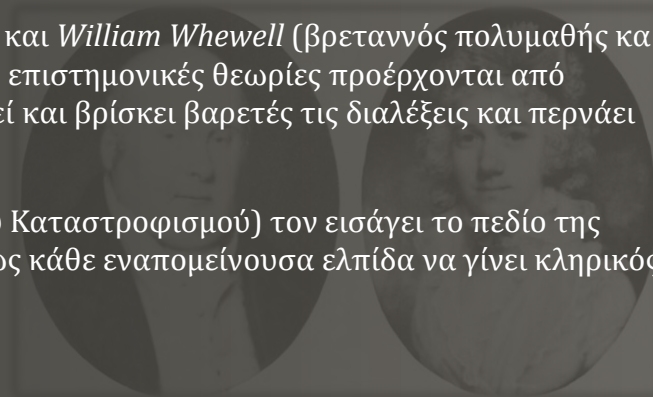 και William Whewell (βρεταννός πολυμαθής κα
επιστημονικές θεωρίες προέρχονται από
εί και βρίσκει βαρετές τις διαλέξεις και περνάει
Καταστροφισμού) τον εισάγει το πεδίο της
ως κάθε εναπομείνουσα ελπίδα να γίνει κληρικός